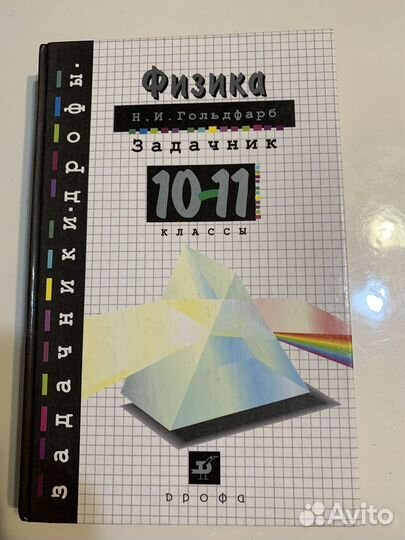 задачники дрофы.
Физика
Н.И.Гольдфарб
Задачник
10-11
классы
дрофа
Avito